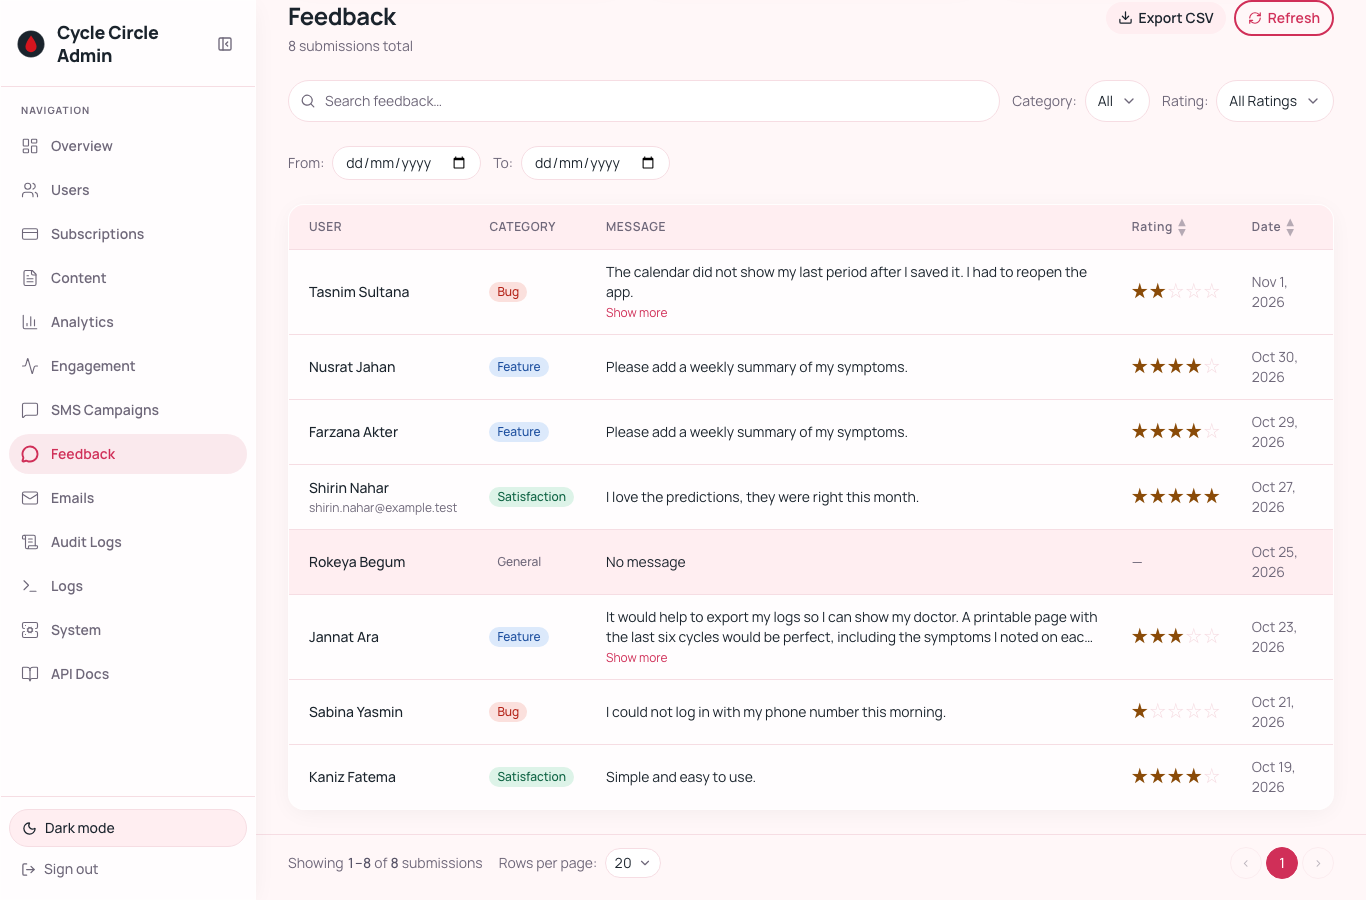 Cycle Circle
Admin
NAVIGATION
Overview
Users
Subscriptions
Content
Analytics
Engagement
SMS Campaigns
Feedback
Emails
Audit Logs
Logs
System
API Docs
Dark mode
Sign out
Feedback
8 submissions total
Export CSV
Refresh
Search feedback...
Category: All
Rating: All Ratings
From: dd/mm/yyyy
To: dd/mm/yyyy
USER CATEGORY MESSAGE Rating Date
Tasnim Sultana Bug The calendar did not show my last period after I saved it. I had to reopen the
app.
Show more
Nov 1,
2026
Nusrat Jahan Feature Please add a weekly summary of my symptoms. Oct 30,
2026
Farzana Akter Feature Please add a weekly summary of my symptoms. Oct 29,
2026
Shirin Nahar
shirin.nahar@example.test
Satisfaction I love the predictions, they were right this month. Oct 27,
2026
Rokeya Begum General No message — Oct 25,
2026
Jannat Ara Feature It would help to export my logs so I can show my doctor. A printable page with
the last six cycles would be perfect, including the symptoms I noted on eac...
Show more
Oct 23,
2026
Sabina Yasmin Bug I could not log in with my phone number this morning. Oct 21,
2026
Kaniz Fatema Satisfaction Simple and easy to use. Oct 19,
2026
Showing 1–8 of 8 submissions Rows per page: 20
1